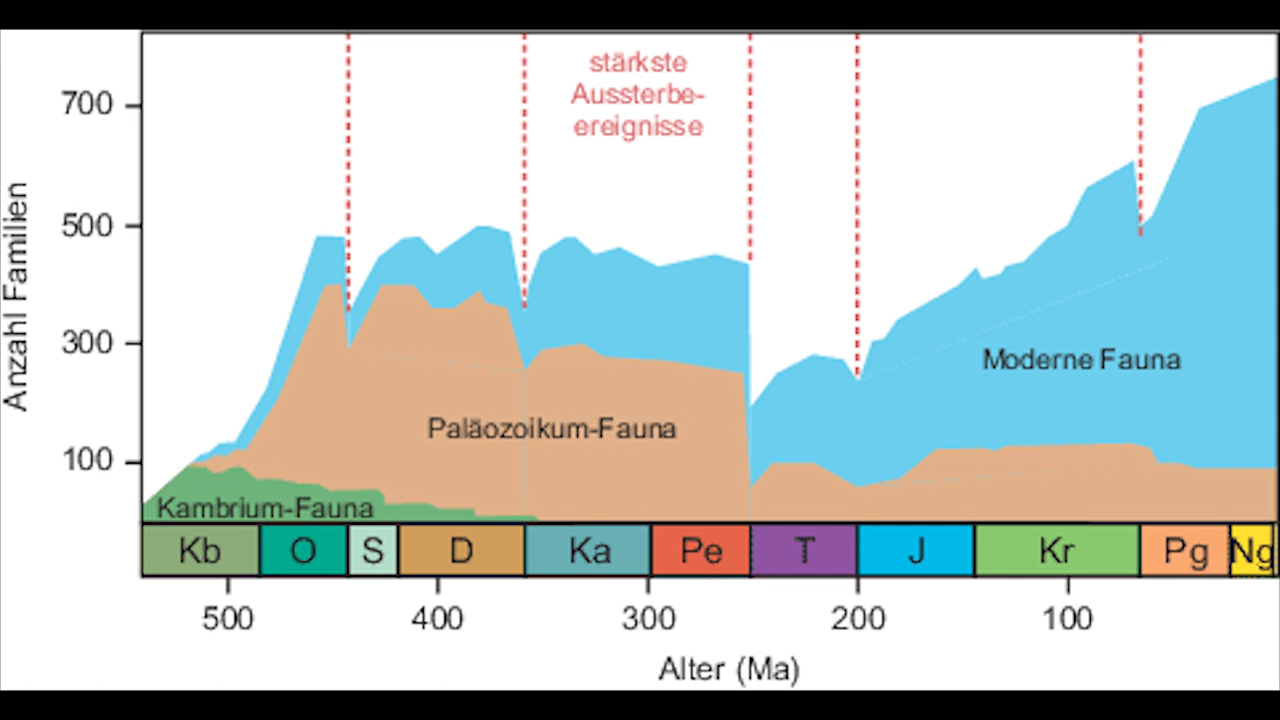 stärkste
Aussterbe-
ereignisse
700
500
300
100
Anzahl Familien
Moderne Fauna
Paläozoikum-Fauna
Kambrium-Fauna
Kb O S D Ka Pe T J Kr Pg Ng
500 400 300 200 100
Alter (Ma)